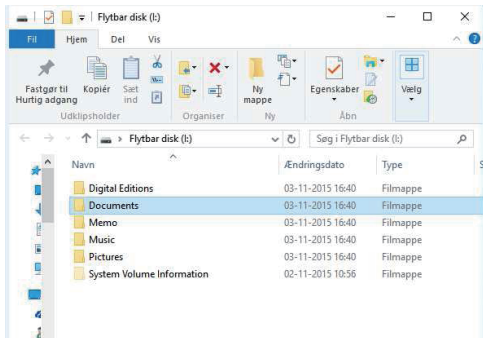 Flytbar disk (I:)
Fil Hjem Del Vis
Fastgør til Hurtig adgang
Kopiér
Sæt ind
Ny mappe
Egenskaber
Vælg
Udklipsholder Organiser Ny Åbn
Flytbar disk (I:) Søg i Flytbar disk (I:)
Navn Ændringsdato Type S
Digital Editions 03-11-2015 16:40 Filmappe
Documents 03-11-2015 16:40 Filmappe
Memo 03-11-2015 16:40 Filmappe
Music 03-11-2015 16:40 Filmappe
Pictures 03-11-2015 16:40 Filmappe
System Volume Information 02-11-2015 10:56 Filmappe